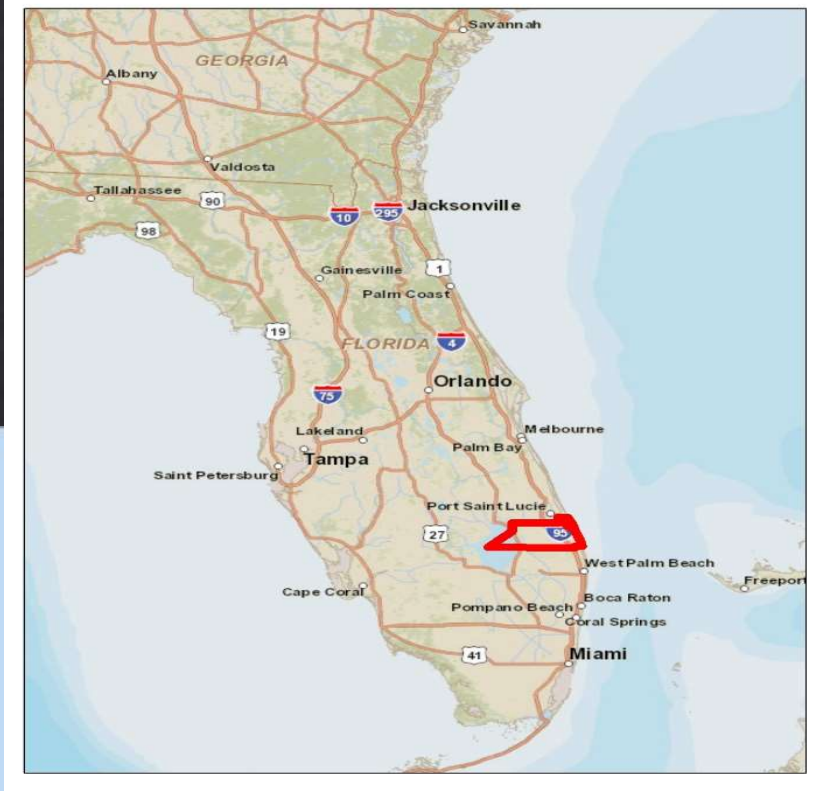 Savannah
GEORGIA
Albany
Valdosta
Tallahassee
90
10
295
Jacksonville
98
Gainesville
1
Palm Coast
19
FLORIDA
4
Orlando
75
Lakeland
Melbourne
Tampa
Palm Bay
Saint Petersburg
Port Saint Lucie
27
95
West Palm Beach
Freeport
Cape Coral
Boca Raton
Pompano Beach
Coral Springs
41
Miami